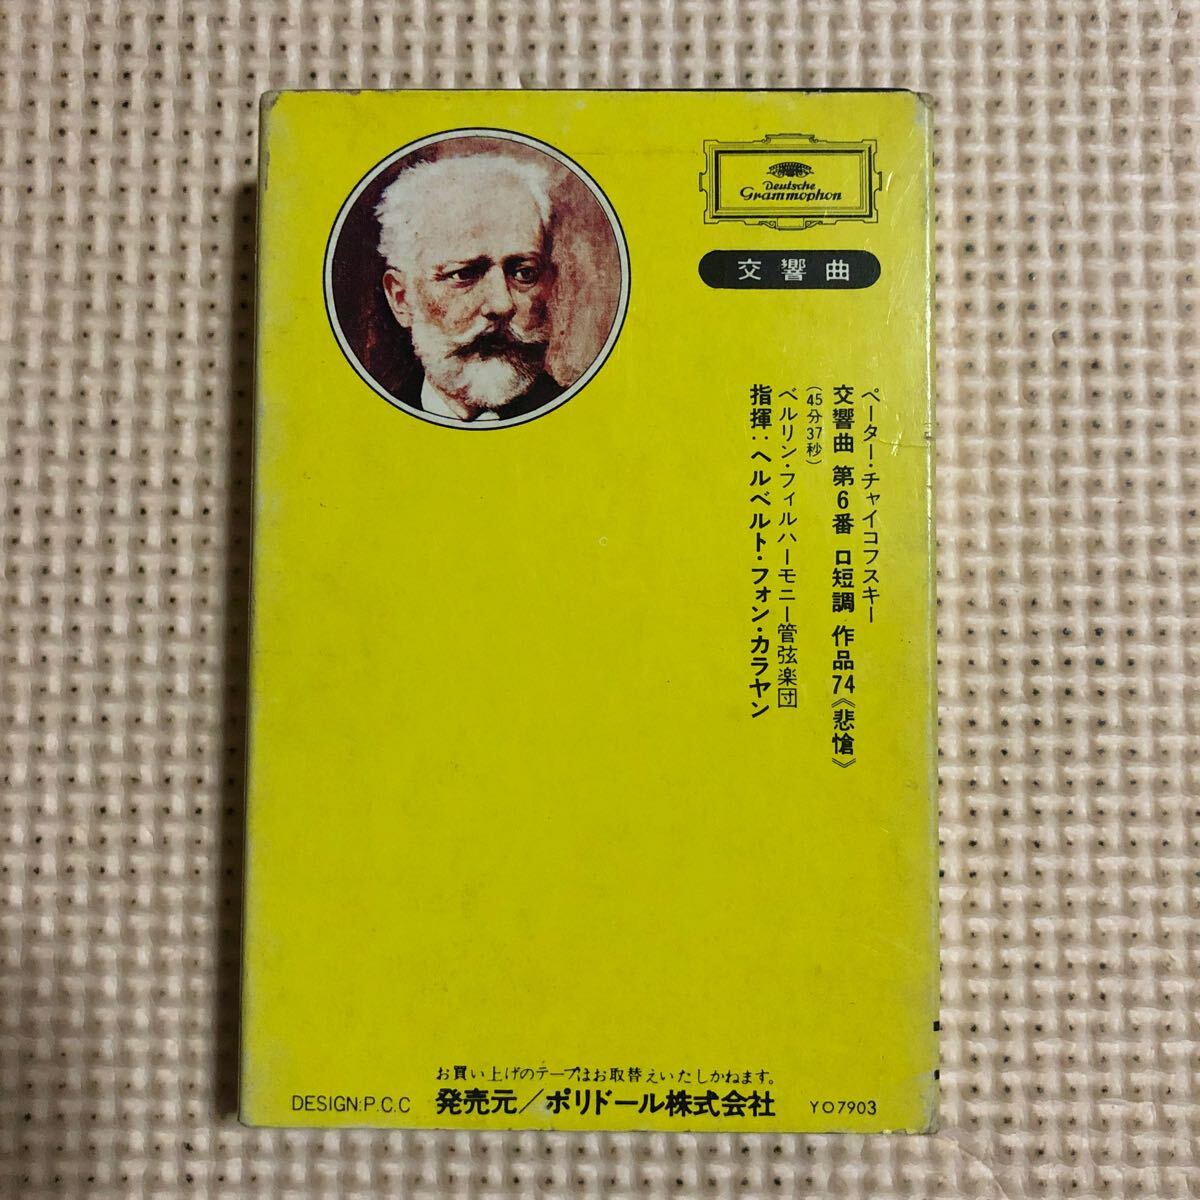 Deutsche
Grammophon
交響曲
ペーター・チャイコフスキー
交響曲 第6番 ロ短調 作品74《悲愴》
(45分37秒)
ベルリン・フィルハーモニー管弦楽団
指揮:ヘルベルト・フォン・カラヤン
お買い上げのテープはお取替えいたしかねます。
DESIGN:P.C.C 発売元/ポリドール株式会社 YO7903